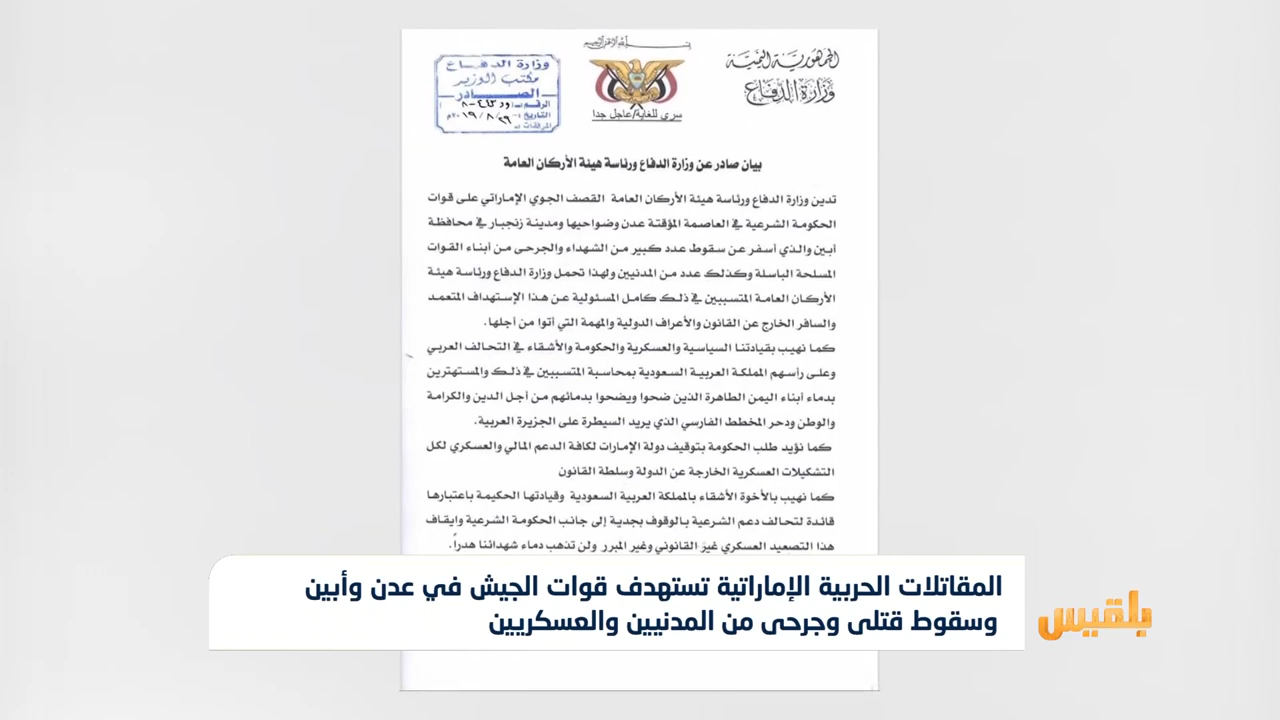 الجمهورية اليمنية
وزارة الدفاع
سري للغاية/عاجل جدا
وزارة الدفاع
مكتب الوزير
الصادر
الرقم:
التاريخ: ٢٩/٨/٢٠١٩م
المرفقات
بيان صادر عن وزارة الدفاع ورئاسة هيئة الأركان العامة
تدين وزارة الدفاع ورئاسة هيئة الأركان العامة القصف الجوي الإماراتي على قوات
الحكومة الشرعية في العاصمة المؤقتة عدن وضواحيها ومدينة زنجبار في محافظة
أبين والذي أسفر عن سقوط عدد كبير من الشهداء والجرحى من أبناء القوات
المسلحة الباسلة وكذلك عدد من المدنيين ولهذا تحمل وزارة الدفاع ورئاسة هيئة
الأركان العامة المتسببين في ذلك كامل المسئولية عن هذا الإستهداف المتعمد
والسافر الخارج عن القانون والأعراف الدولية والمهمة التي أتوا من أجلها.
كما نهيب بقيادتنا السياسية والعسكرية والحكومة والأشقاء في التحالف العربي
وعلى رأسهم المملكة العربية السعودية بمحاسبة المتسببين في ذلك والمستهترين
بدماء أبناء اليمن الطاهرة الذين ضحوا ويضحوا بدمائهم من أجل الدين والكرامة
والوطن ودحر المخطط الفارسي الذي يريد السيطرة على الجزيرة العربية.
كما نؤيد طلب الحكومة بتوقيف دولة الإمارات لكافة الدعم المالي والعسكري لكل
التشكيلات العسكرية الخارجة عن الدولة وسلطة القانون
كما نهيب بالأخوة الأشقاء بالمملكة العربية السعودية وقيادتها الحكيمة باعتبارها
قائدة لتحالف دعم الشرعية بالوقوف بجدية إلى جانب الحكومة الشرعية وايقاف
هذا التصعيد العسكري غير القانوني وغير المبرر ولن تذهب دماء شهدائنا هدراً.
المقاتلات الحربية الإماراتية تستهدف قوات الجيش في عدن وأبين
وسقوط قتلى وجرحى من المدنيين والعسكريين
بلقيس